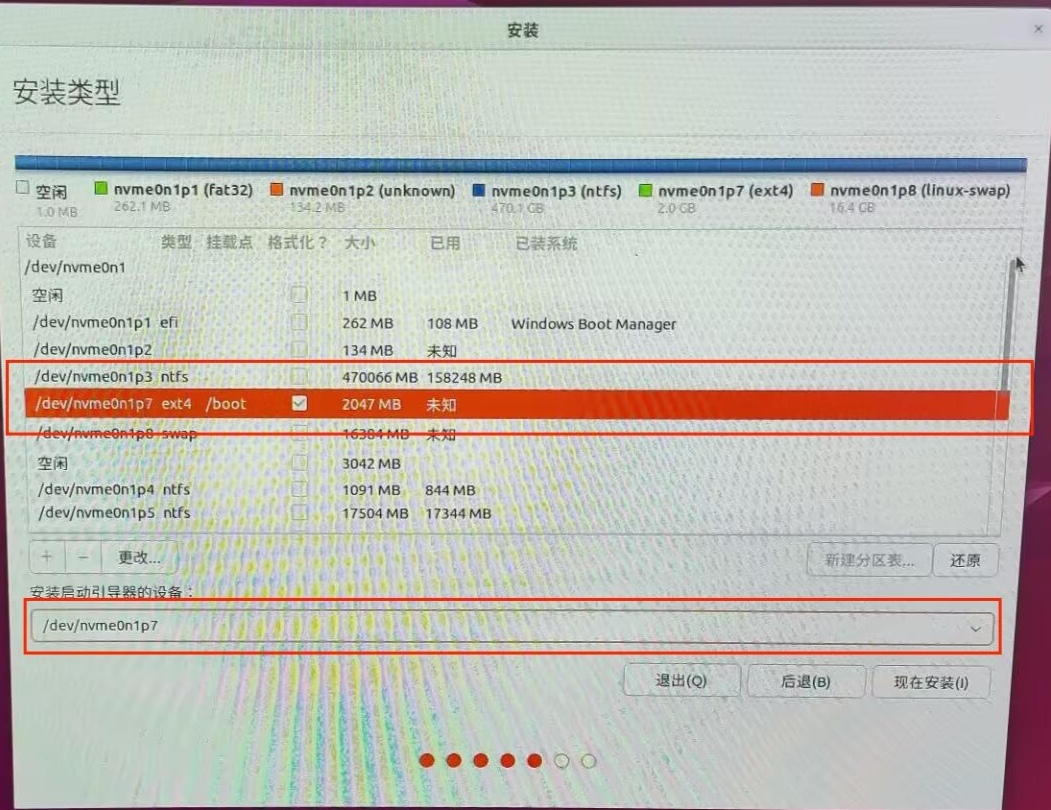 安装
安装类型
空闲 nvme0n1p1 (fat32) nvme0n1p2 (unknown) nvme0n1p3 (ntfs) nvme0n1p7 (ext4) nvme0n1p8 (linux-swap)
1.0 MB 262.1 MB 134.2 MB 470.1 GB 2.0 GB 16.4 GB
设备 类型 挂载点 格式化？ 大小 已用 已装系统
/dev/nvme0n1
空闲 1 MB
/dev/nvme0n1p1 efi 262 MB 108 MB Windows Boot Manager
/dev/nvme0n1p2 134 MB 未知
/dev/nvme0n1p3 ntfs 470066 MB 158248 MB
/dev/nvme0n1p7 ext4 /boot 2047 MB 未知
/dev/nvme0n1p8 swap 16384 MB 未知
空闲 3042 MB
/dev/nvme0n1p4 ntfs 1091 MB 844 MB
/dev/nvme0n1p5 ntfs 17504 MB 17344 MB
+ − 更改... 新建分区表... 还原
安装启动引导器的设备：
/dev/nvme0n1p7
退出(Q) 后退(B) 现在安装(I)